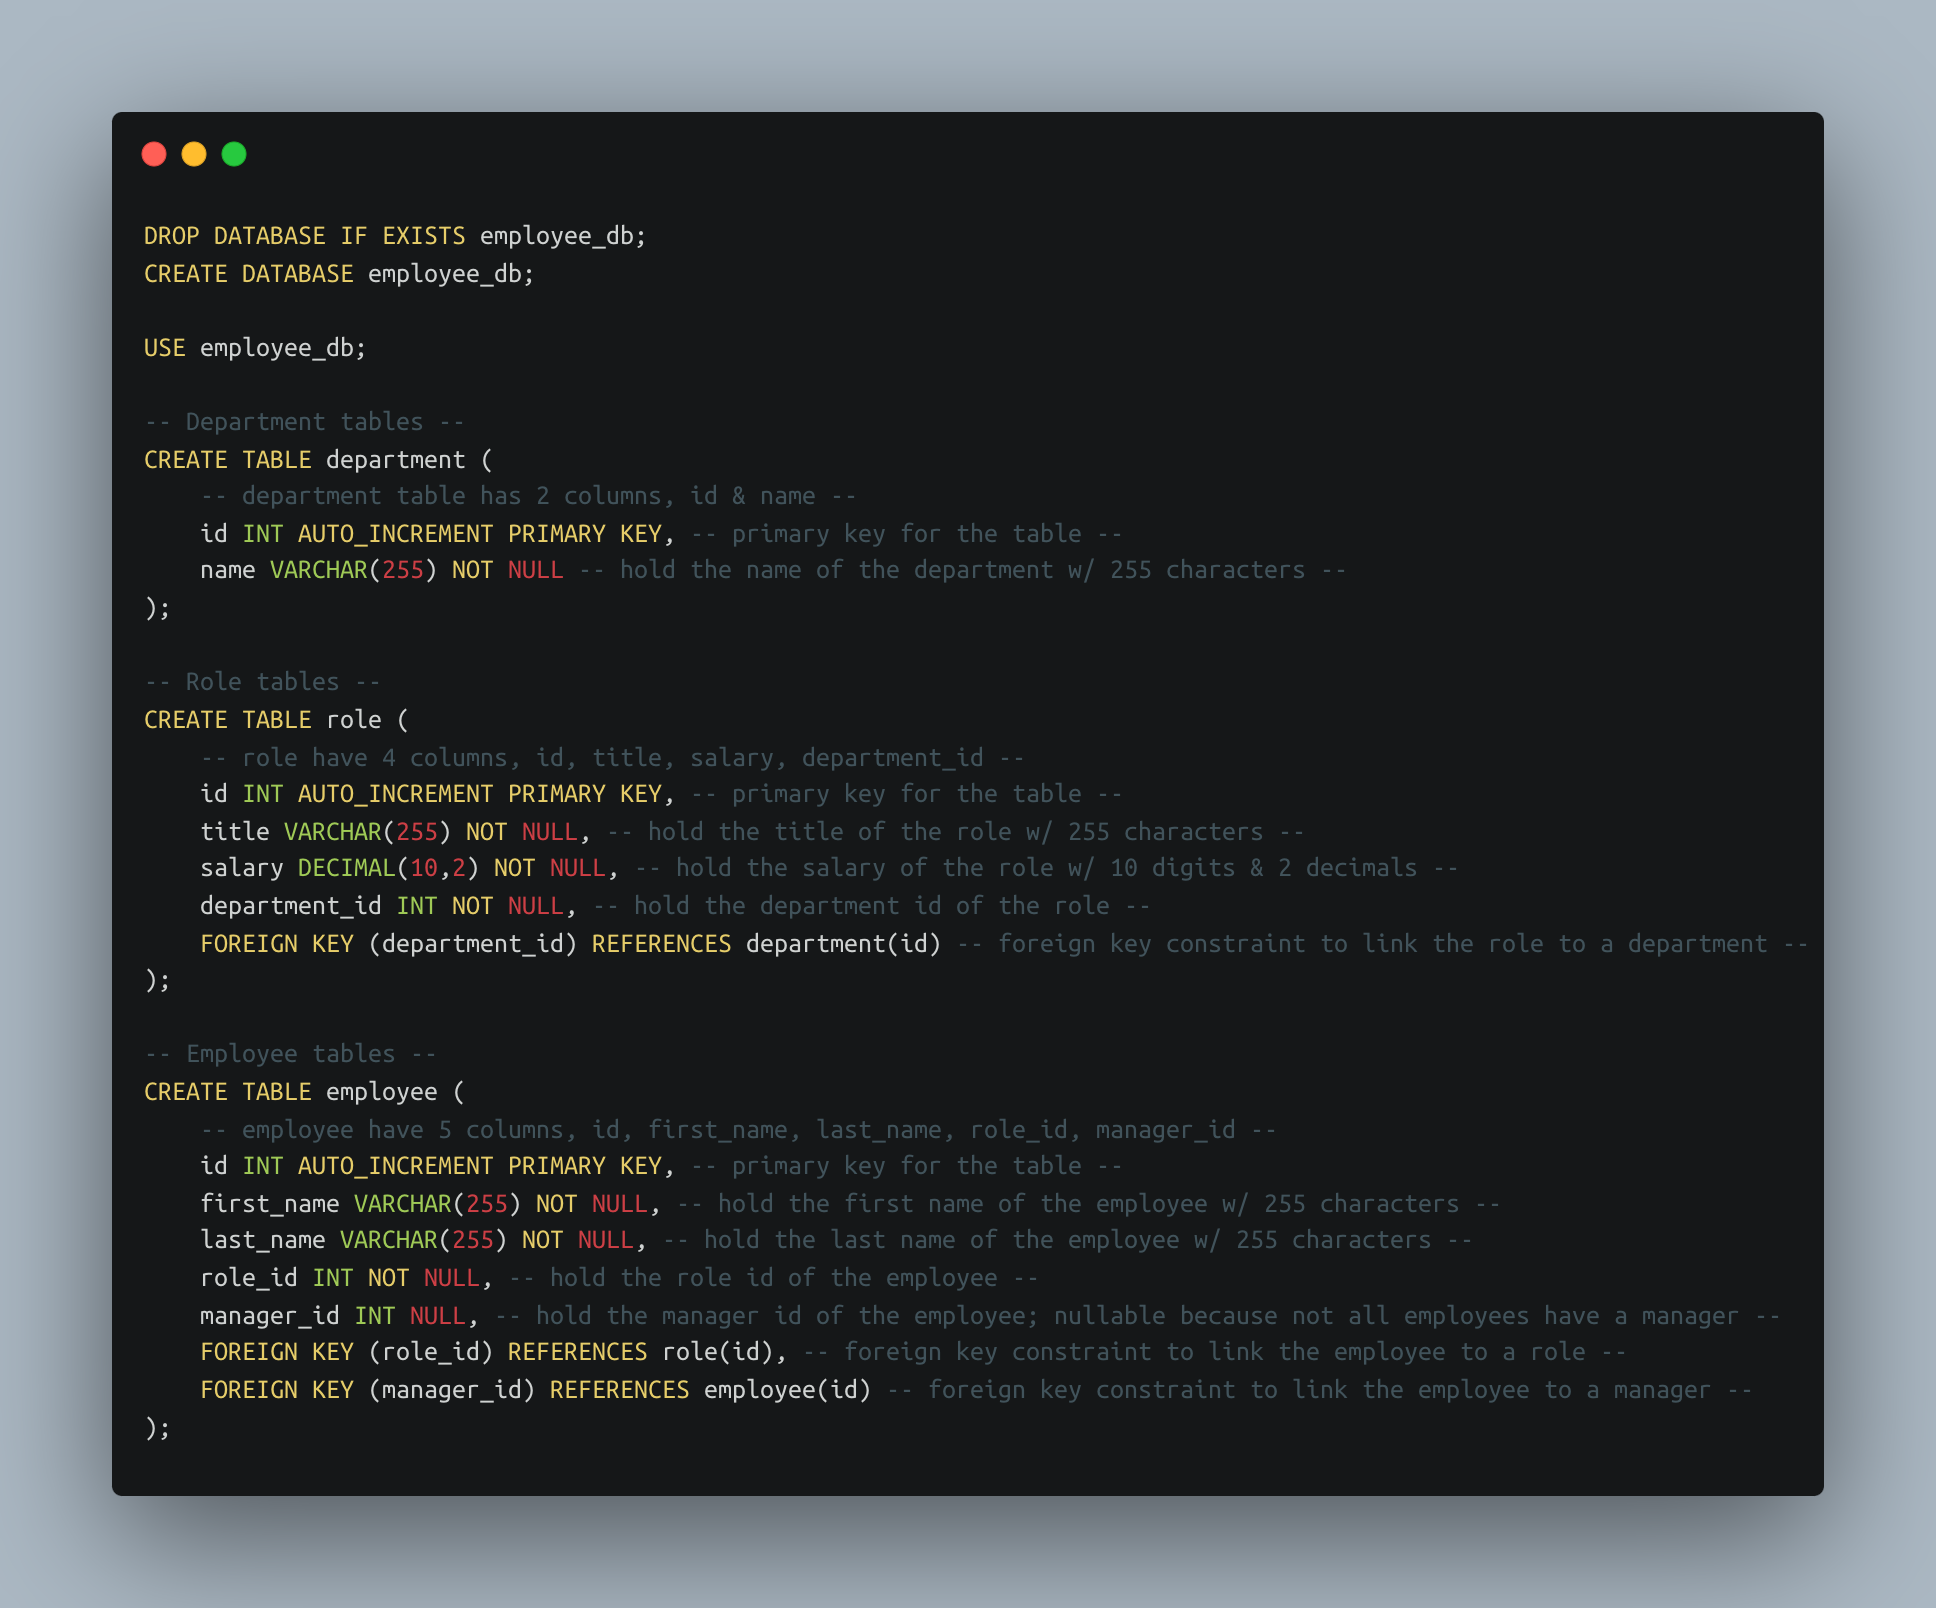 DROP DATABASE IF EXISTS employee_db;
CREATE DATABASE employee_db;
USE employee_db;
-- Department tables --
CREATE TABLE department (
-- department table has 2 columns, id & name --
id INT AUTO_INCREMENT PRIMARY KEY, -- primary key for the table --
name VARCHAR(255) NOT NULL -- hold the name of the department w/ 255 characters --
);
-- Role tables --
CREATE TABLE role (
-- role have 4 columns, id, title, salary, department_id --
id INT AUTO_INCREMENT PRIMARY KEY, -- primary key for the table --
title VARCHAR(255) NOT NULL, -- hold the title of the role w/ 255 characters --
salary DECIMAL(10,2) NOT NULL, -- hold the salary of the role w/ 10 digits & 2 decimals --
department_id INT NOT NULL, -- hold the department id of the role --
FOREIGN KEY (department_id) REFERENCES department(id) -- foreign key constraint to link the role to a department --
);
-- Employee tables --
CREATE TABLE employee (
-- employee have 5 columns, id, first_name, last_name, role_id, manager_id --
id INT AUTO_INCREMENT PRIMARY KEY, -- primary key for the table --
first_name VARCHAR(255) NOT NULL, -- hold the first name of the employee w/ 255 characters --
last_name VARCHAR(255) NOT NULL, -- hold the last name of the employee w/ 255 characters --
role_id INT NOT NULL, -- hold the role id of the employee --
manager_id INT NULL, -- hold the manager id of the employee; nullable because not all employees have a manager --
FOREIGN KEY (role_id) REFERENCES role(id), -- foreign key constraint to link the employee to a role --
FOREIGN KEY (manager_id) REFERENCES employee(id) -- foreign key constraint to link the employee to a manager --
);